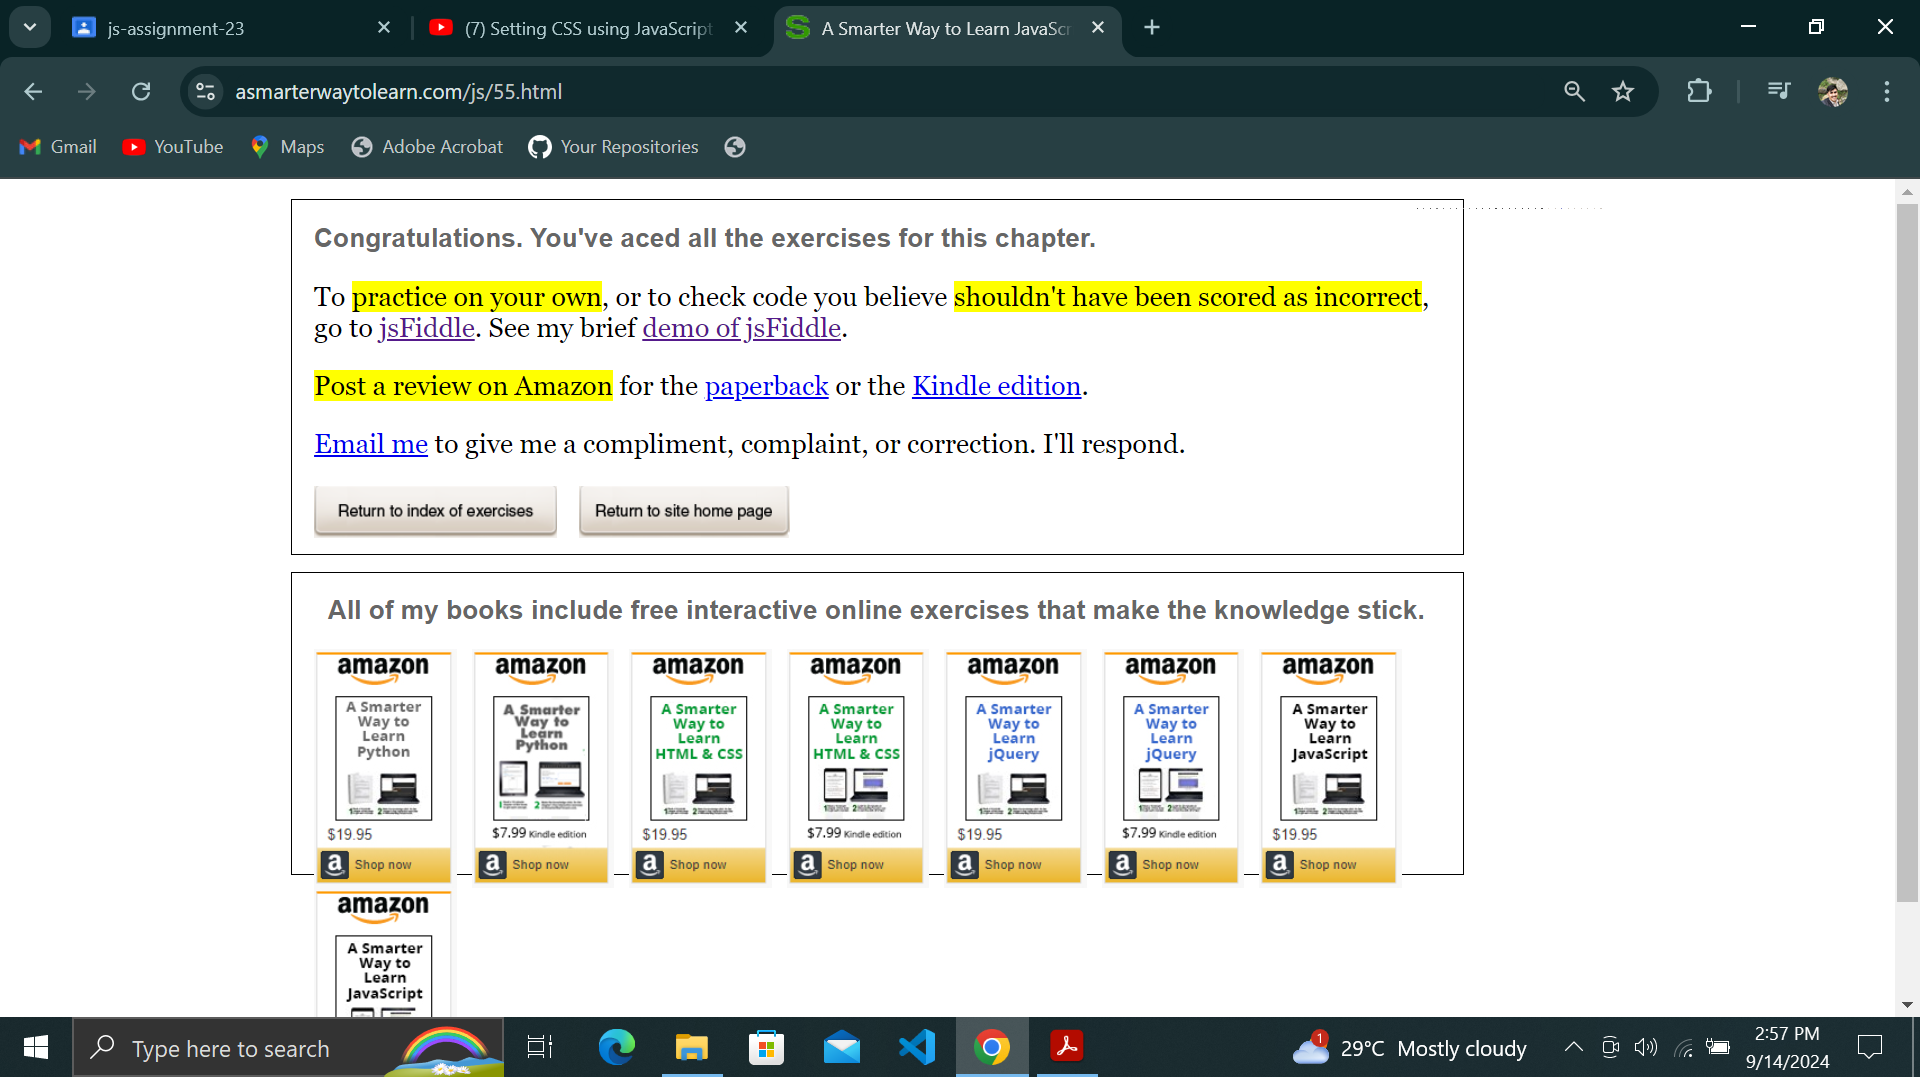 js-assignment-23
(7) Setting CSS using JavaScript
A Smarter Way to Learn JavaScr
asmarterwaytolearn.com/js/55.html
Gmail YouTube Maps Adobe Acrobat Your Repositories
Congratulations. You've aced all the exercises for this chapter.
To practice on your own, or to check code you believe shouldn't have been scored as incorrect,
go to jsFiddle. See my brief demo of jsFiddle.
Post a review on Amazon for the paperback or the Kindle edition.
Email me to give me a compliment, complaint, or correction. I'll respond.
Return to index of exercises Return to site home page
All of my books include free interactive online exercises that make the knowledge stick.
amazon
A Smarter
Way to
Learn
Python
$19.95
a Shop now
amazon
A Smarter
Way to
Learn
Python
$7.99 Kindle edition
a Shop now
amazon
A Smarter
Way to
Learn
HTML & CSS
$19.95
a Shop now
amazon
A Smarter
Way to
Learn
HTML & CSS
$7.99 Kindle edition
a Shop now
amazon
A Smarter
Way to
Learn
jQuery
$19.95
a Shop now
amazon
A Smarter
Way to
Learn
jQuery
$7.99 Kindle edition
a Shop now
amazon
A Smarter
Way to
Learn
JavaScript
$19.95
a Shop now
amazon
A Smarter
Way to
Learn
JavaScript
Type here to search
1
29°C Mostly cloudy
2:57 PM
9/14/2024